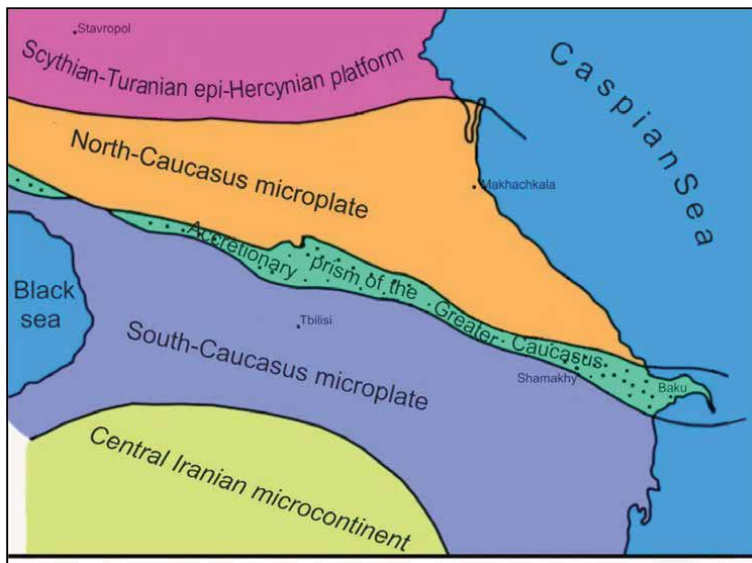 Stavropol
Scythian-Turanian epi-Hercynian platform
Caspian Sea
North-Caucasus microplate
Makhachkala
Accretionary prism of the Greater Caucasus
Black
sea
Tbilisi
South-Caucasus microplate
Shamakhy
Baku
Central Iranian microcontinent